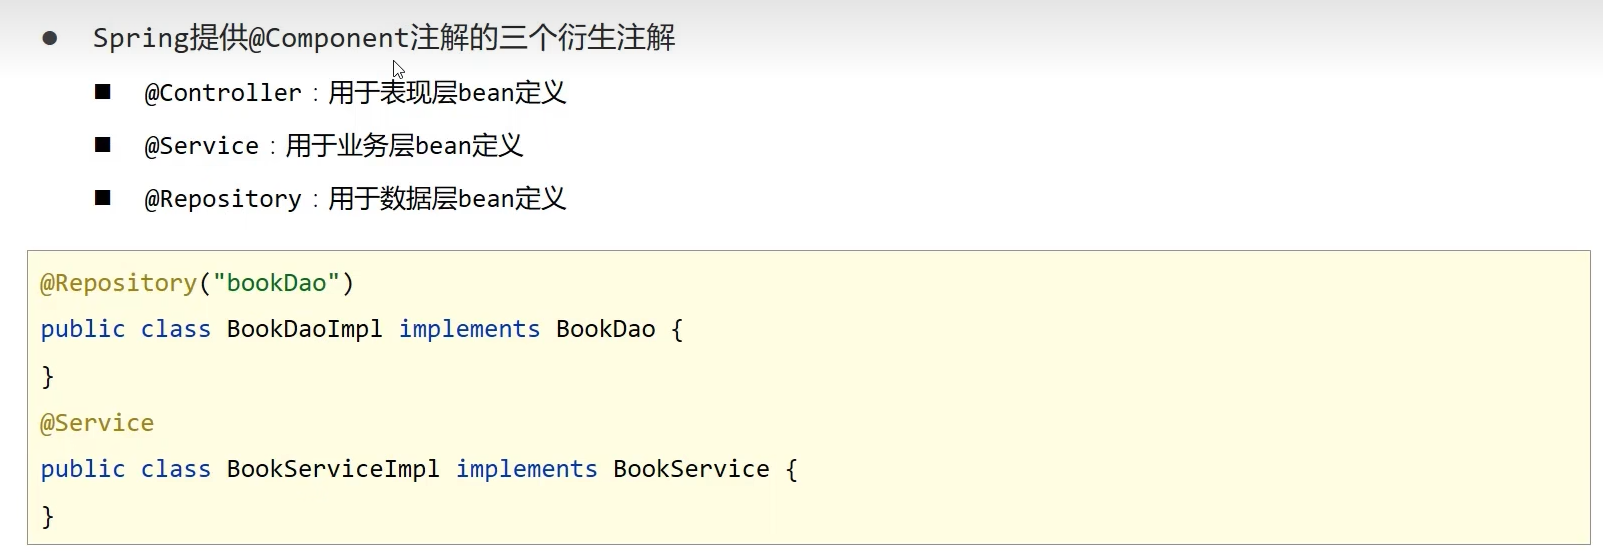 ● Spring提供@Component注解的三个衍生注解
■ @Controller：用于表现层bean定义
■ @Service：用于业务层bean定义
■ @Repository：用于数据层bean定义
@Repository("bookDao")
public class BookDaoImpl implements BookDao {
}
@Service
public class BookServiceImpl implements BookService {
}